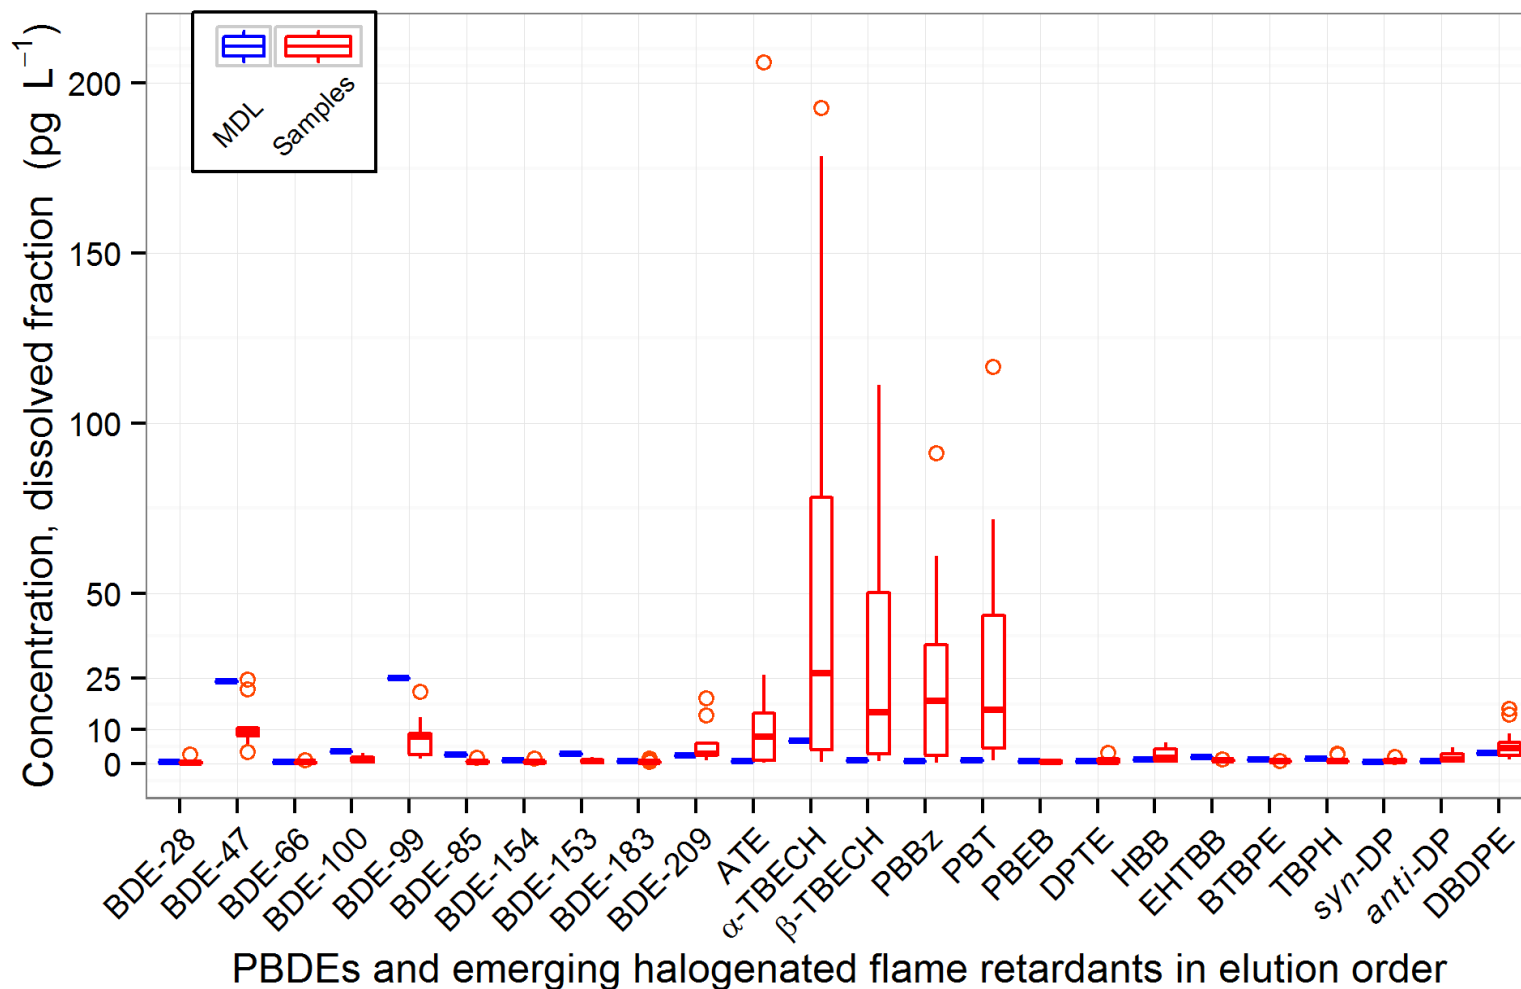 Concentration, dissolved fraction (pg L⁻¹)
MDL
Samples
200
150
100
50
25
10
0
BDE-28
BDE-47
BDE-66
BDE-100
BDE-99
BDE-85
BDE-154
BDE-153
BDE-183
BDE-209
ATE
α-TBECH
β-TBECH
PBBz
PBT
PBEB
DPTE
HBB
EHTBB
BTBPE
TBPH
syn-DP
anti-DP
DBDPE
PBDEs and emerging halogenated flame retardants in elution order